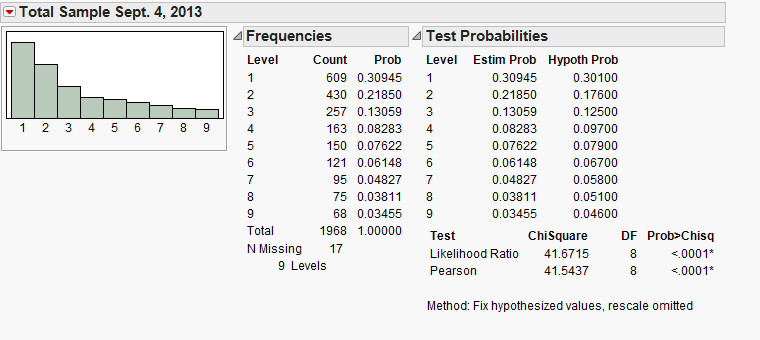 Total Sample Sept. 4, 2013
1 2 3 4 5 6 7 8 9
Frequencies
Level Count Prob
1 609 0.30945
2 430 0.21850
3 257 0.13059
4 163 0.08283
5 150 0.07622
6 121 0.06148
7 95 0.04827
8 75 0.03811
9 68 0.03455
Total 1968 1.00000
N Missing 17
9 Levels
Test Probabilities
Level Estim Prob Hypoth Prob
1 0.30945 0.30100
2 0.21850 0.17600
3 0.13059 0.12500
4 0.08283 0.09700
5 0.07622 0.07900
6 0.06148 0.06700
7 0.04827 0.05800
8 0.03811 0.05100
9 0.03455 0.04600
Test ChiSquare DF Prob>Chisq
Likelihood Ratio 41.6715 8 <.0001*
Pearson 41.5437 8 <.0001*
Method: Fix hypothesized values, rescale omitted